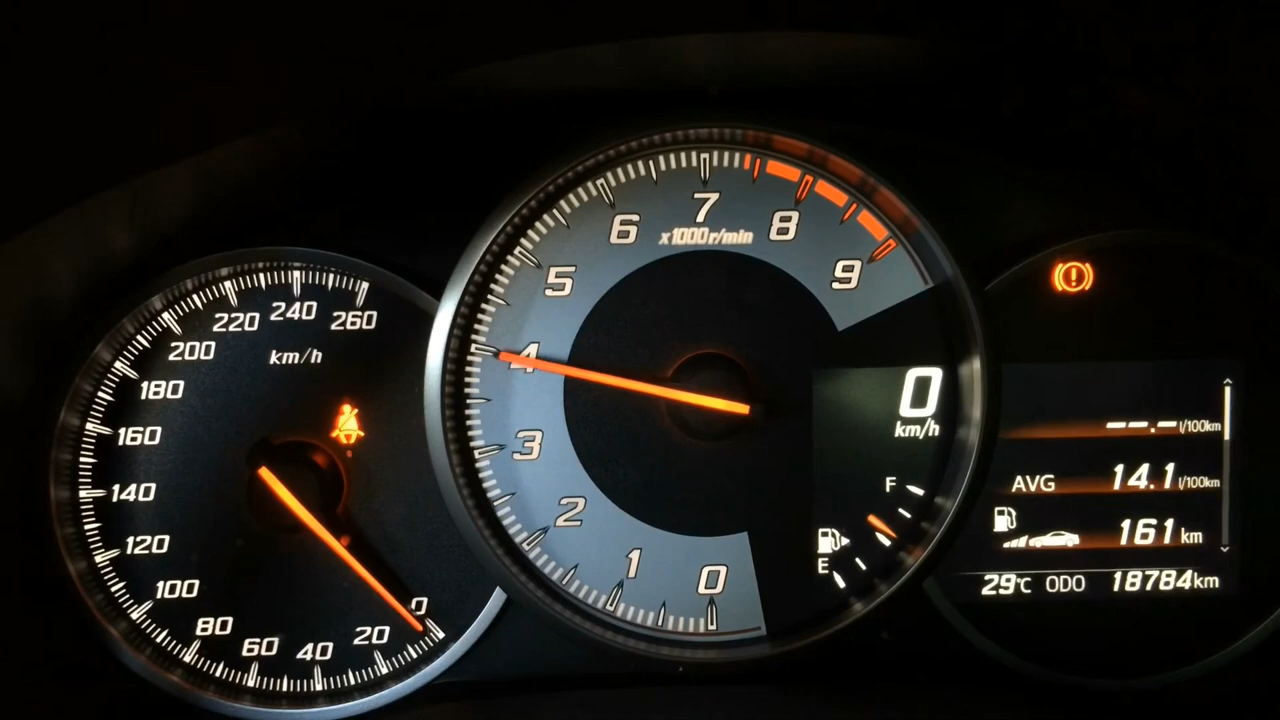 260
240
220
200
180
160
140
120
100
80
60
40
20
0
km/h
0
1
2
3
4
5
6
7
8
9
x1000r/min
0
km/h
F
E
--.- l/100km
AVG 14.1 l/100km
161 km
29°C ODO 18784km